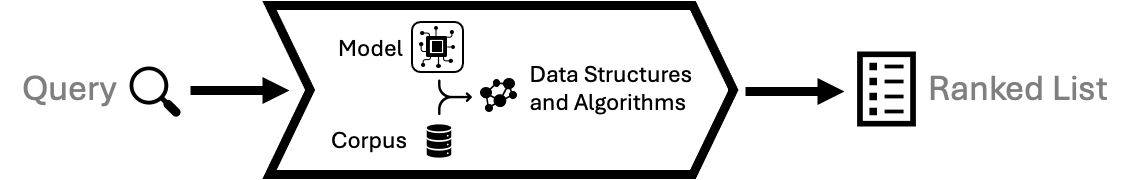 Query
Model
Corpus
Data Structures
and Algorithms
Ranked List